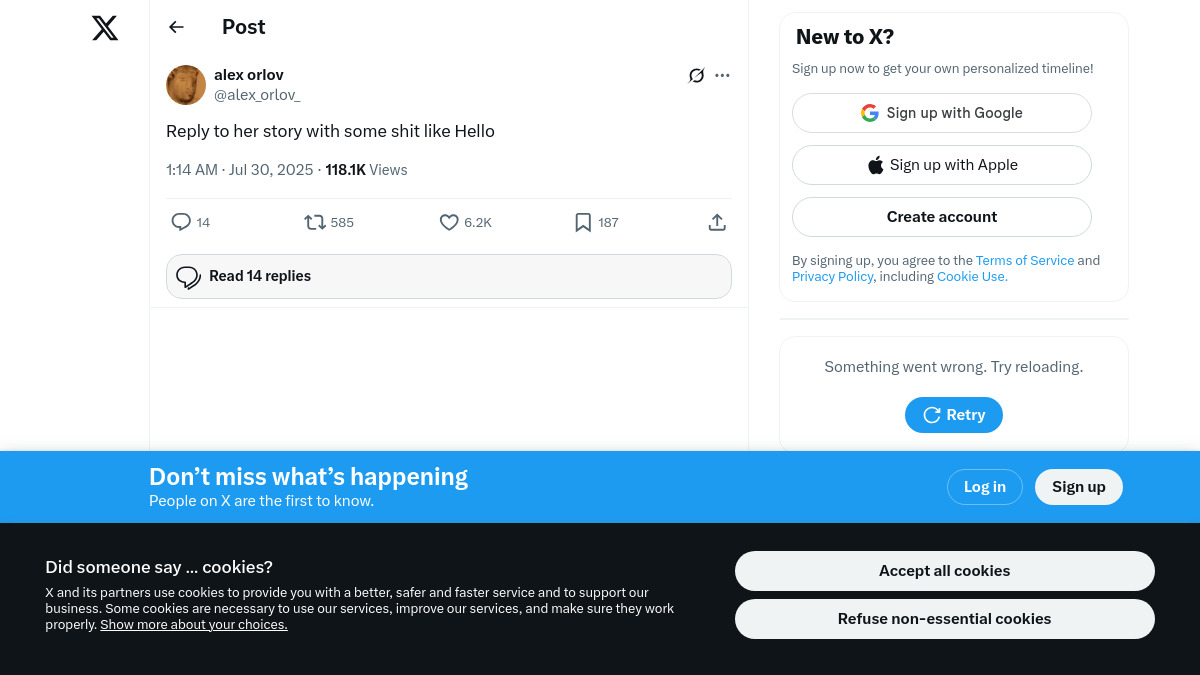 Post
alex orlov
@alex_orlov_
Reply to her story with some shit like Hello
1:14 AM · Jul 30, 2025 · 118.1K Views
14
585
6.2K
187
Read 14 replies
New to X?
Sign up now to get your own personalized timeline!
Sign up with Google
Sign up with Apple
Create account
By signing up, you agree to the Terms of Service and
Privacy Policy, including Cookie Use.
Something went wrong. Try reloading.
Retry
Don’t miss what’s happening
People on X are the first to know.
Log in
Sign up
Did someone say … cookies?
X and its partners use cookies to provide you with a better, safer and faster service and to support our
business. Some cookies are necessary to use our services, improve our services, and make sure they work
properly. Show more about your choices.
Accept all cookies
Refuse non-essential cookies